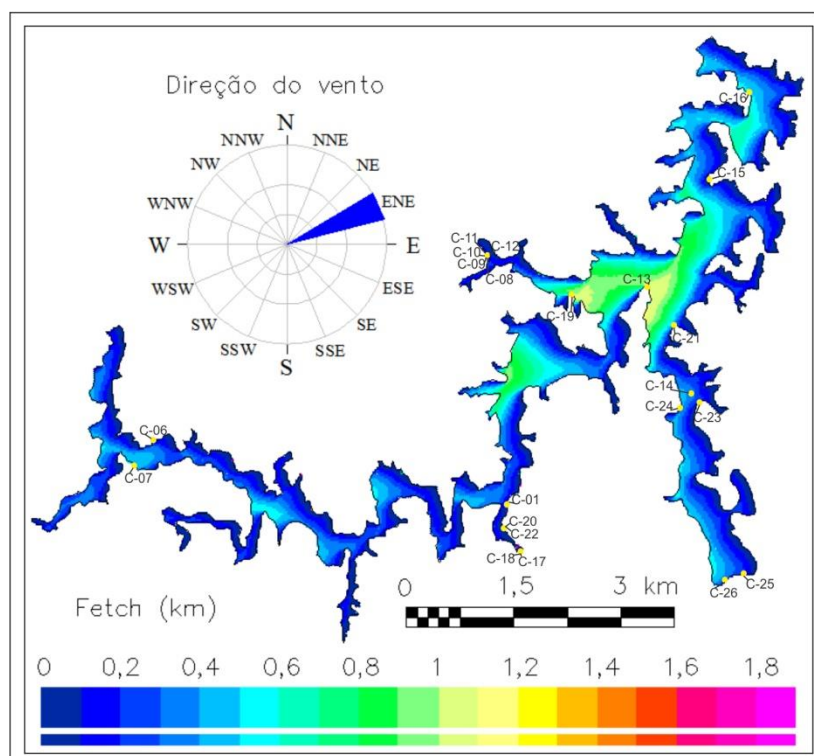 Direção do vento
N
NNW
NNE
NW
NE
WNW
ENE
W
E
WSW
ESE
SW
SE
SSW
SSE
S
C-16
C-15
C-11
C-12
C-10
C-09
C-08
C-13
C-19
C-21
C-14
C-24
C-23
C-06
C-07
C-01
C-20
C-22
C-18
C-17
C-25
C-26
0
1,5
3 km
Fetch (km)
0
0,2
0,4
0,6
0,8
1
1,2
1,4
1,6
1,8